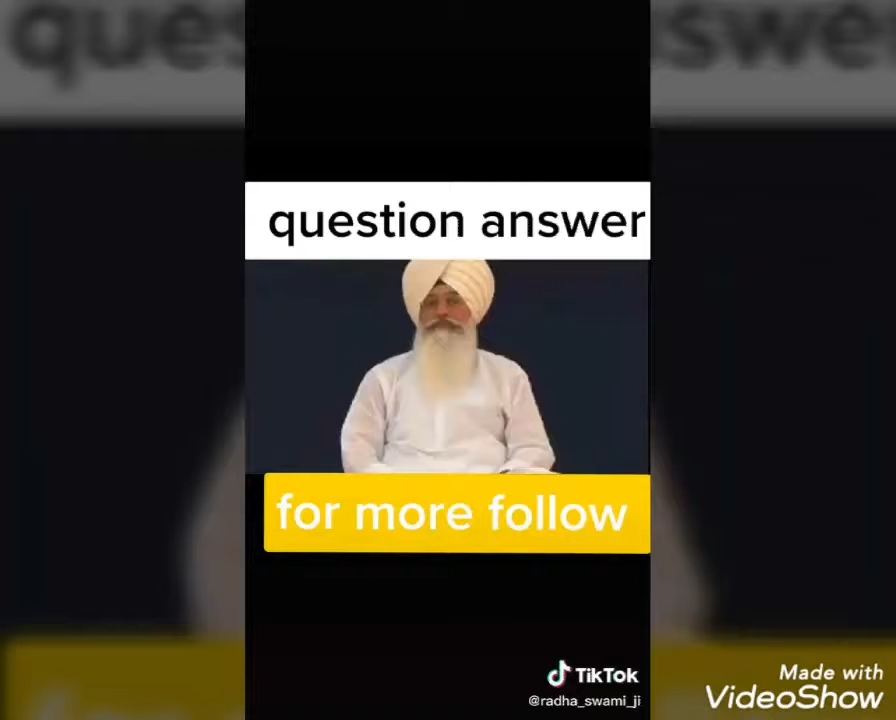 question answer
for more follow
TikTok
@radha_swami_ji
Made with
VideoShow